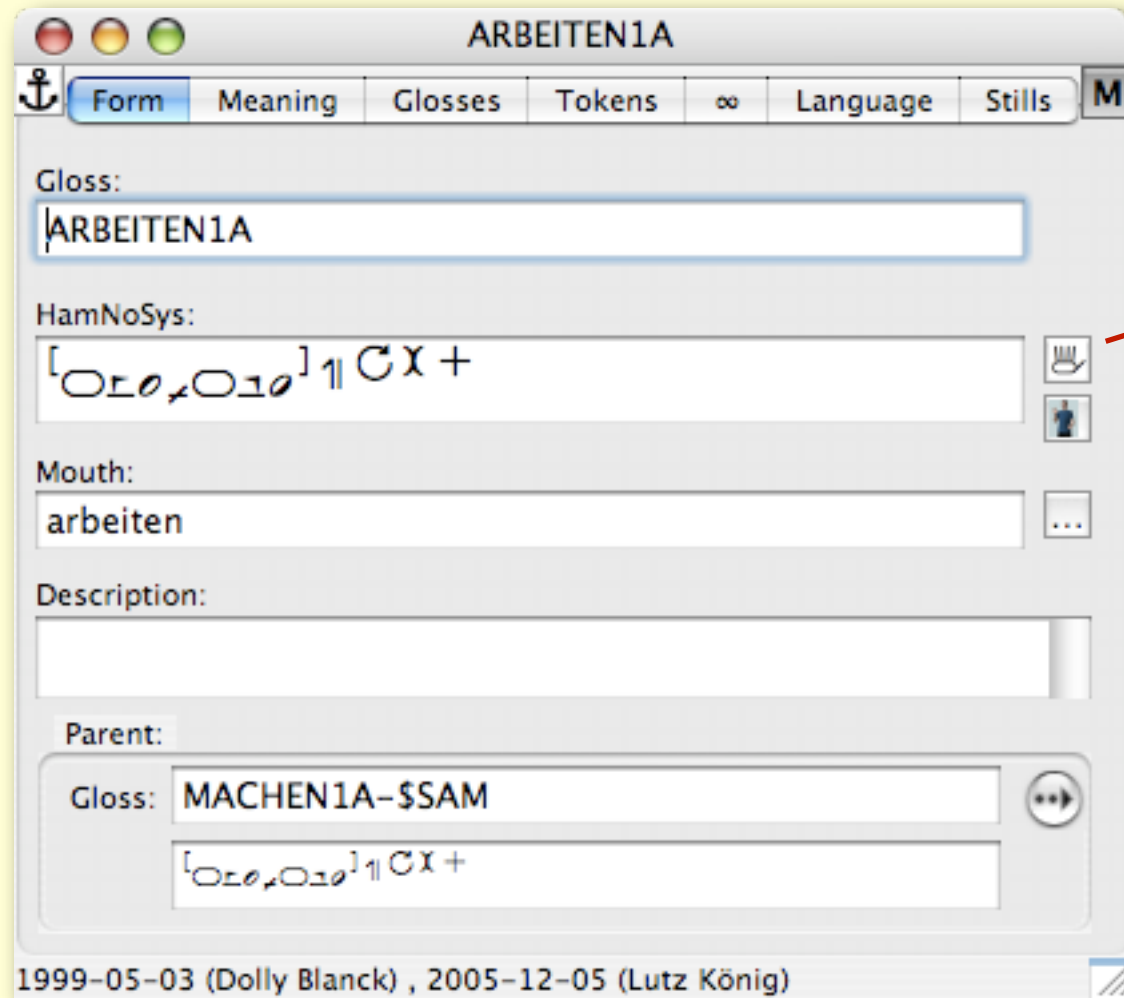 ARBEITEN1A
Form Meaning Glosses Tokens ∞ Language Stills M
Gloss:
ARBEITEN1A
HamNoSys:
Mouth:
arbeiten
...
Description:
Parent:
Gloss: MACHEN1A-$SAM
1999-05-03 (Dolly Blanck) , 2005-12-05 (Lutz König)